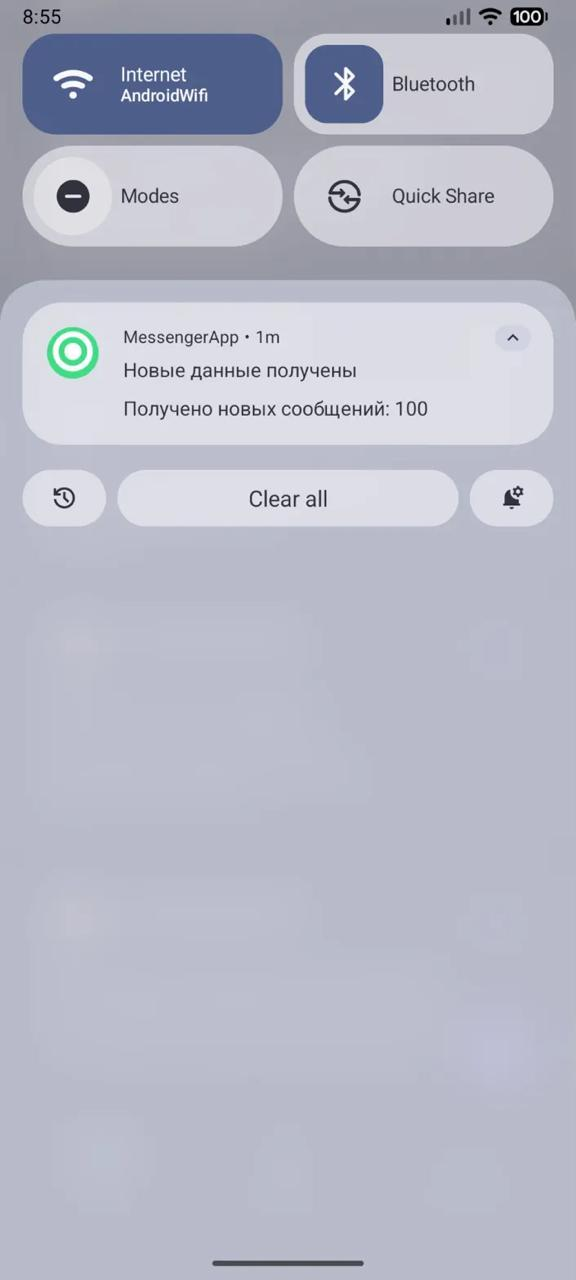 8:55
100
Internet
AndroidWifi
Bluetooth
Modes
Quick Share
MessengerApp • 1m
Новые данные получены
Получено новых сообщений: 100
Clear all